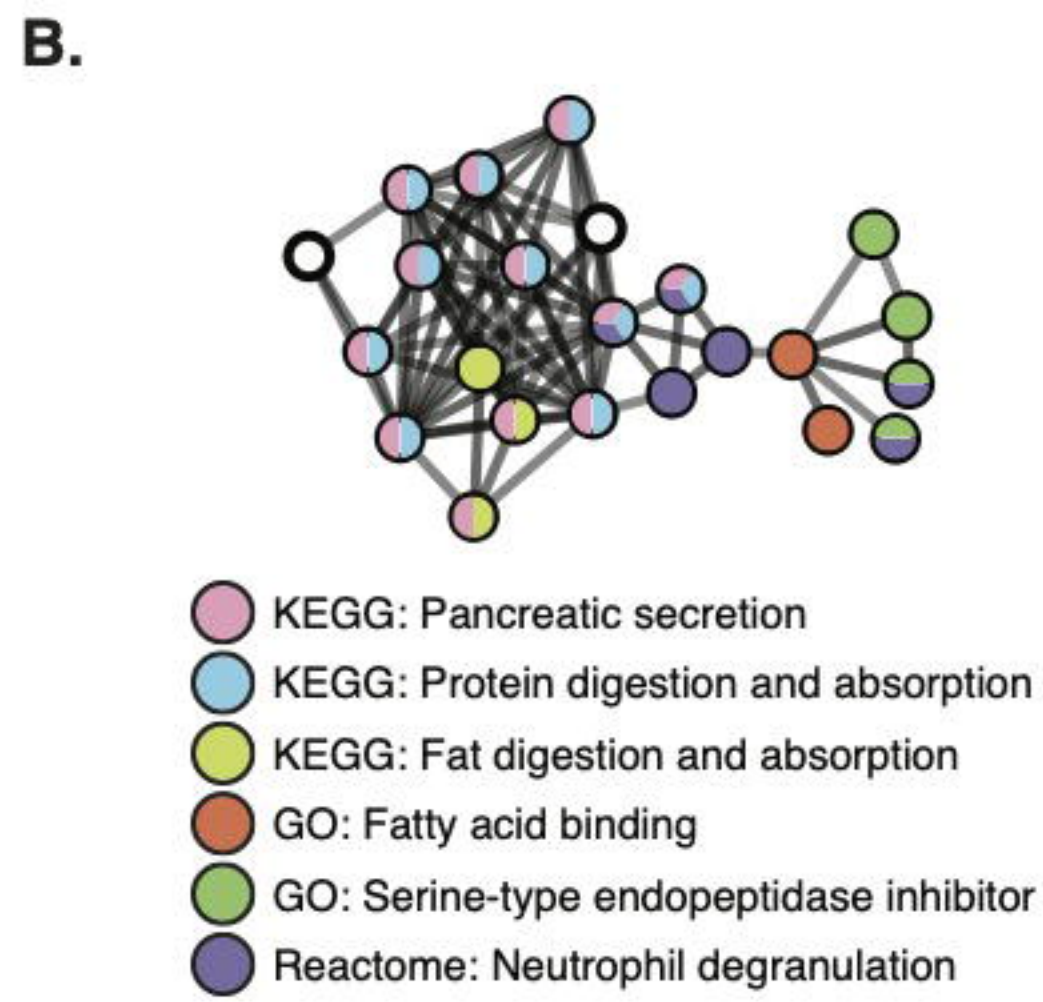 B.
KEGG: Pancreatic secretion
KEGG: Protein digestion and absorption
KEGG: Fat digestion and absorption
GO: Fatty acid binding
GO: Serine-type endopeptidase inhibitor
Reactome: Neutrophil degranulation